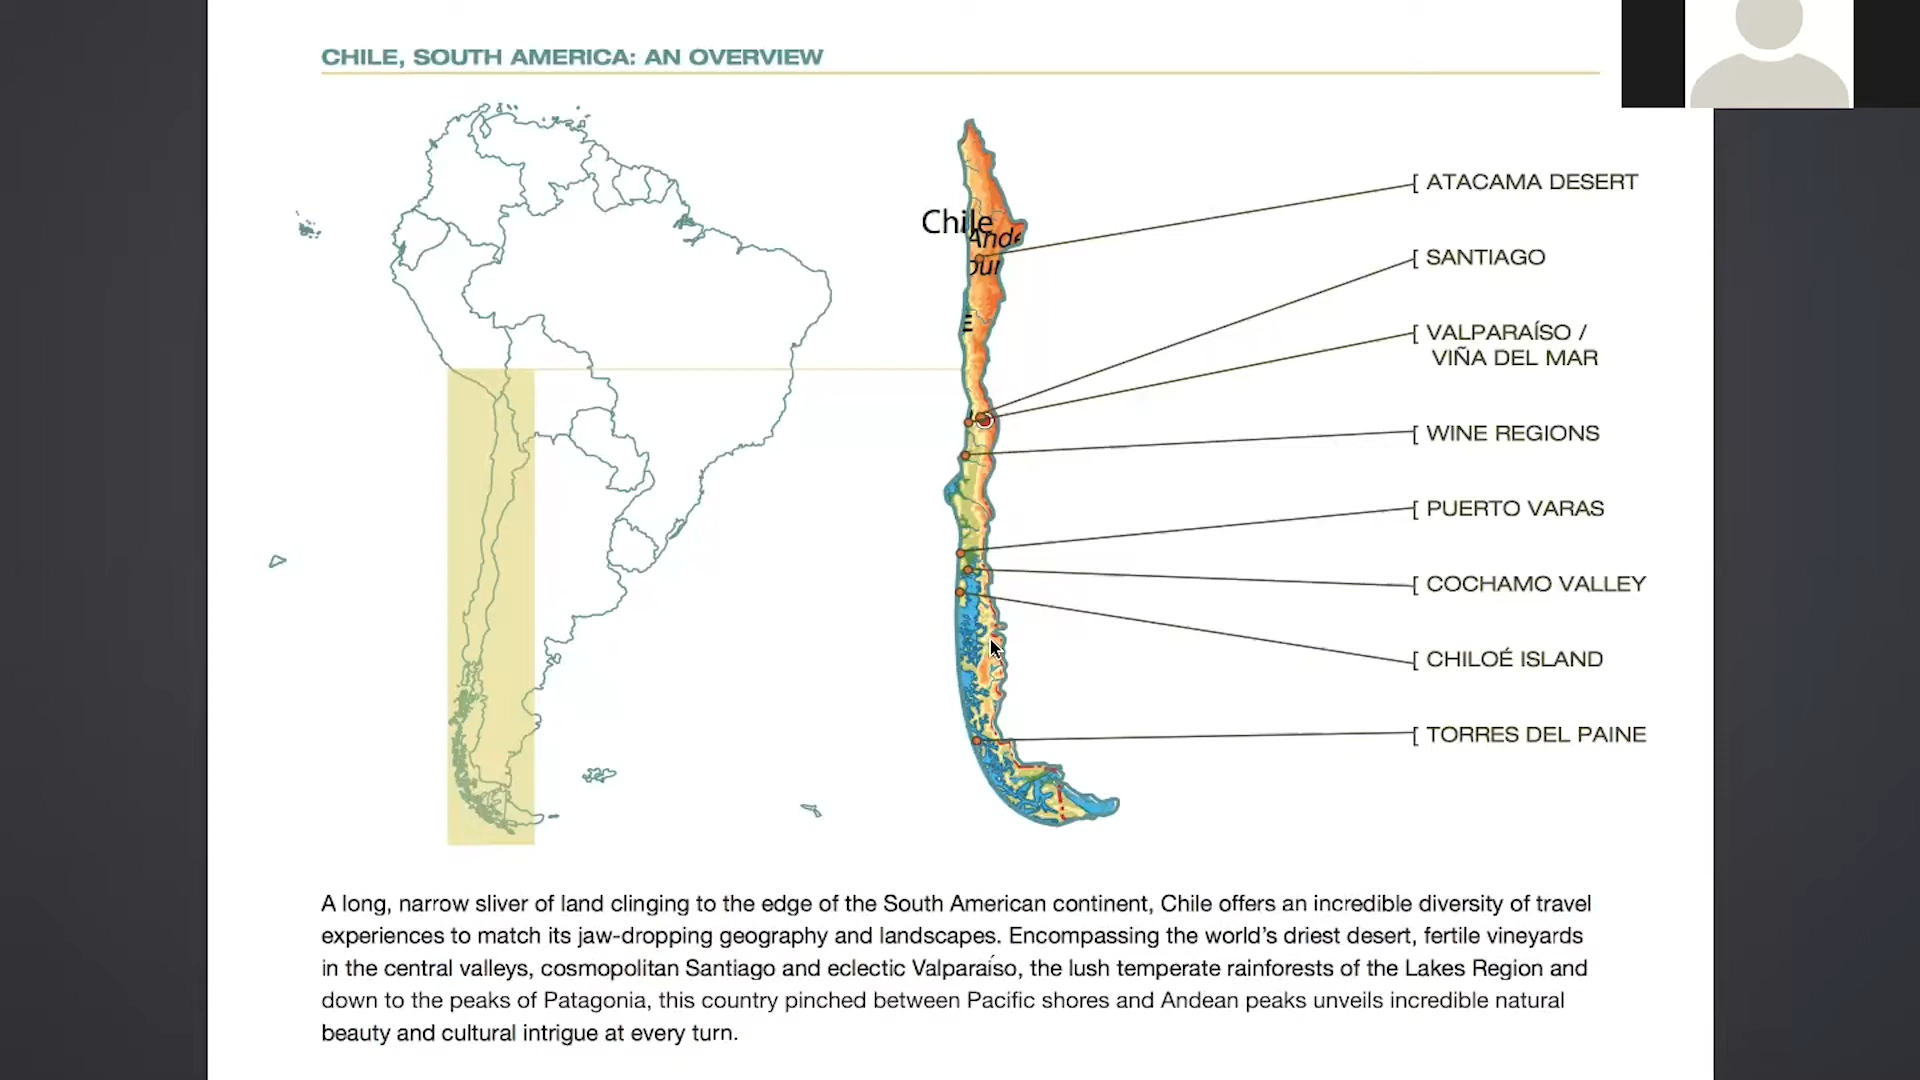 CHILE, SOUTH AMERICA: AN OVERVIEW
[ ATACAMA DESERT
Chile
Ande
[ SANTIAGO
E
[ VALPARAÍSO /
VIÑA DEL MAR
[ WINE REGIONS
[ PUERTO VARAS
[ COCHAMO VALLEY
[ CHILOÉ ISLAND
[ TORRES DEL PAINE
A long, narrow sliver of land clinging to the edge of the South American continent, Chile offers an incredible diversity of travel
experiences to match its jaw-dropping geography and landscapes. Encompassing the world's driest desert, fertile vineyards
in the central valleys, cosmopolitan Santiago and eclectic Valparaíso, the lush temperate rainforests of the Lakes Region and
down to the peaks of Patagonia, this country pinched between Pacific shores and Andean peaks unveils incredible natural
beauty and cultural intrigue at every turn.